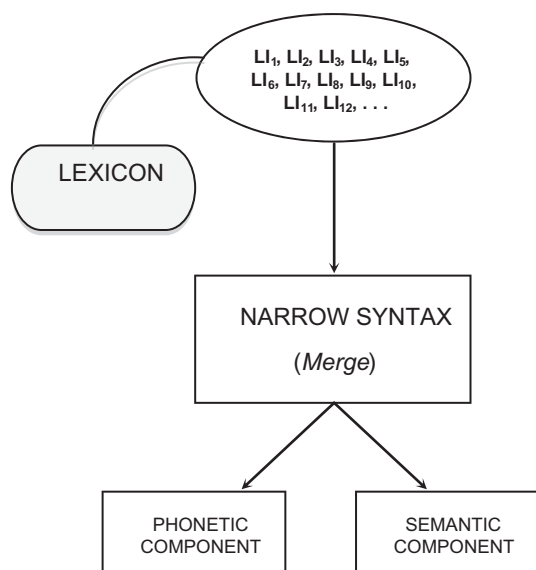 LI₁, LI₂, LI₃, LI₄, LI₅,
LI₆, LI₇, LI₈, LI₉, LI₁₀,
LI₁₁, LI₁₂, . . .
LEXICON
NARROW SYNTAX
(Merge)
PHONETIC
COMPONENT
SEMANTIC
COMPONENT